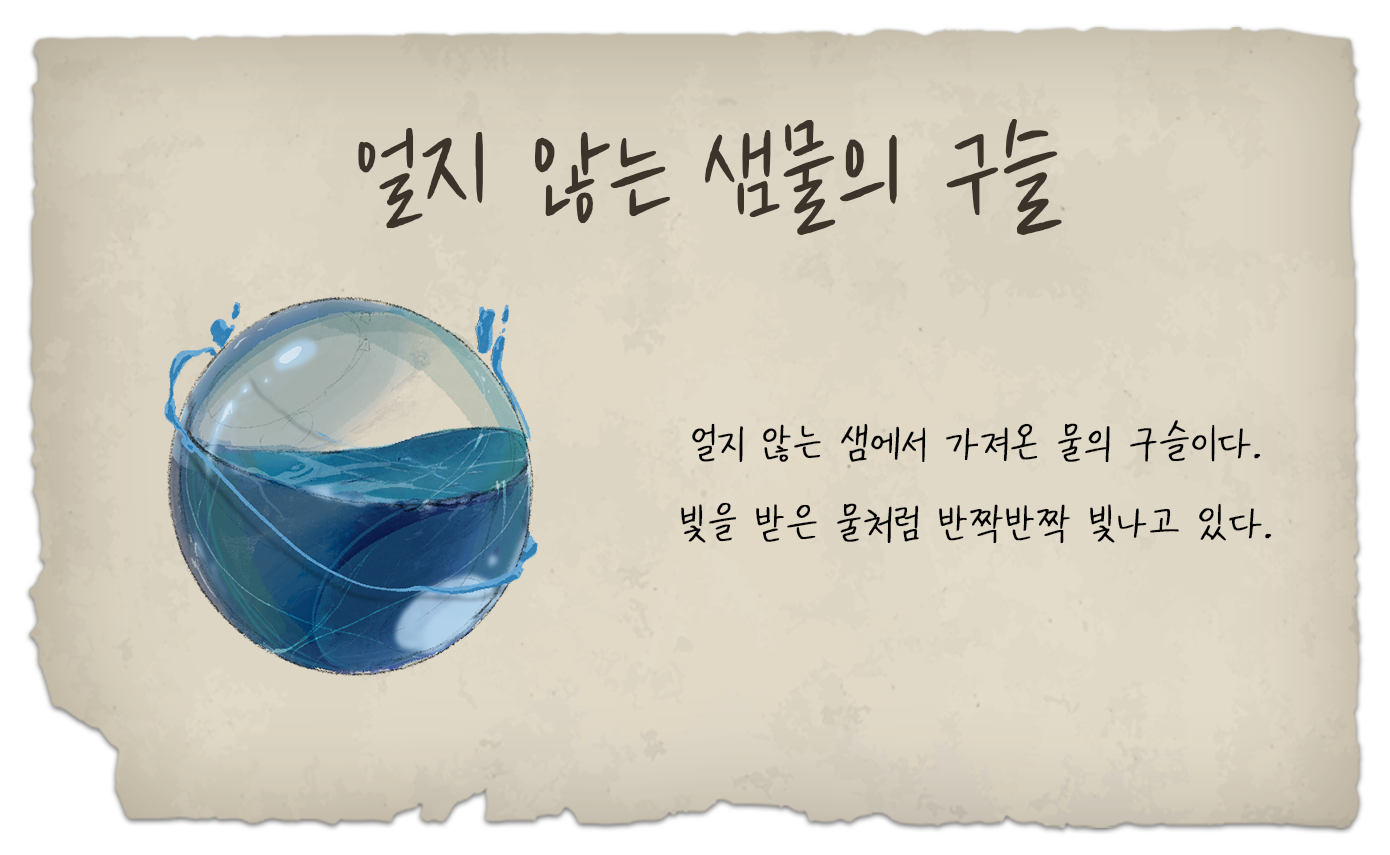 얼지 않는 샘물의 구슬
얼지 않는 샘에서 가져온 물의 구슬이다.
빛을 받은 물처럼 반짝반짝 빛나고 있다.